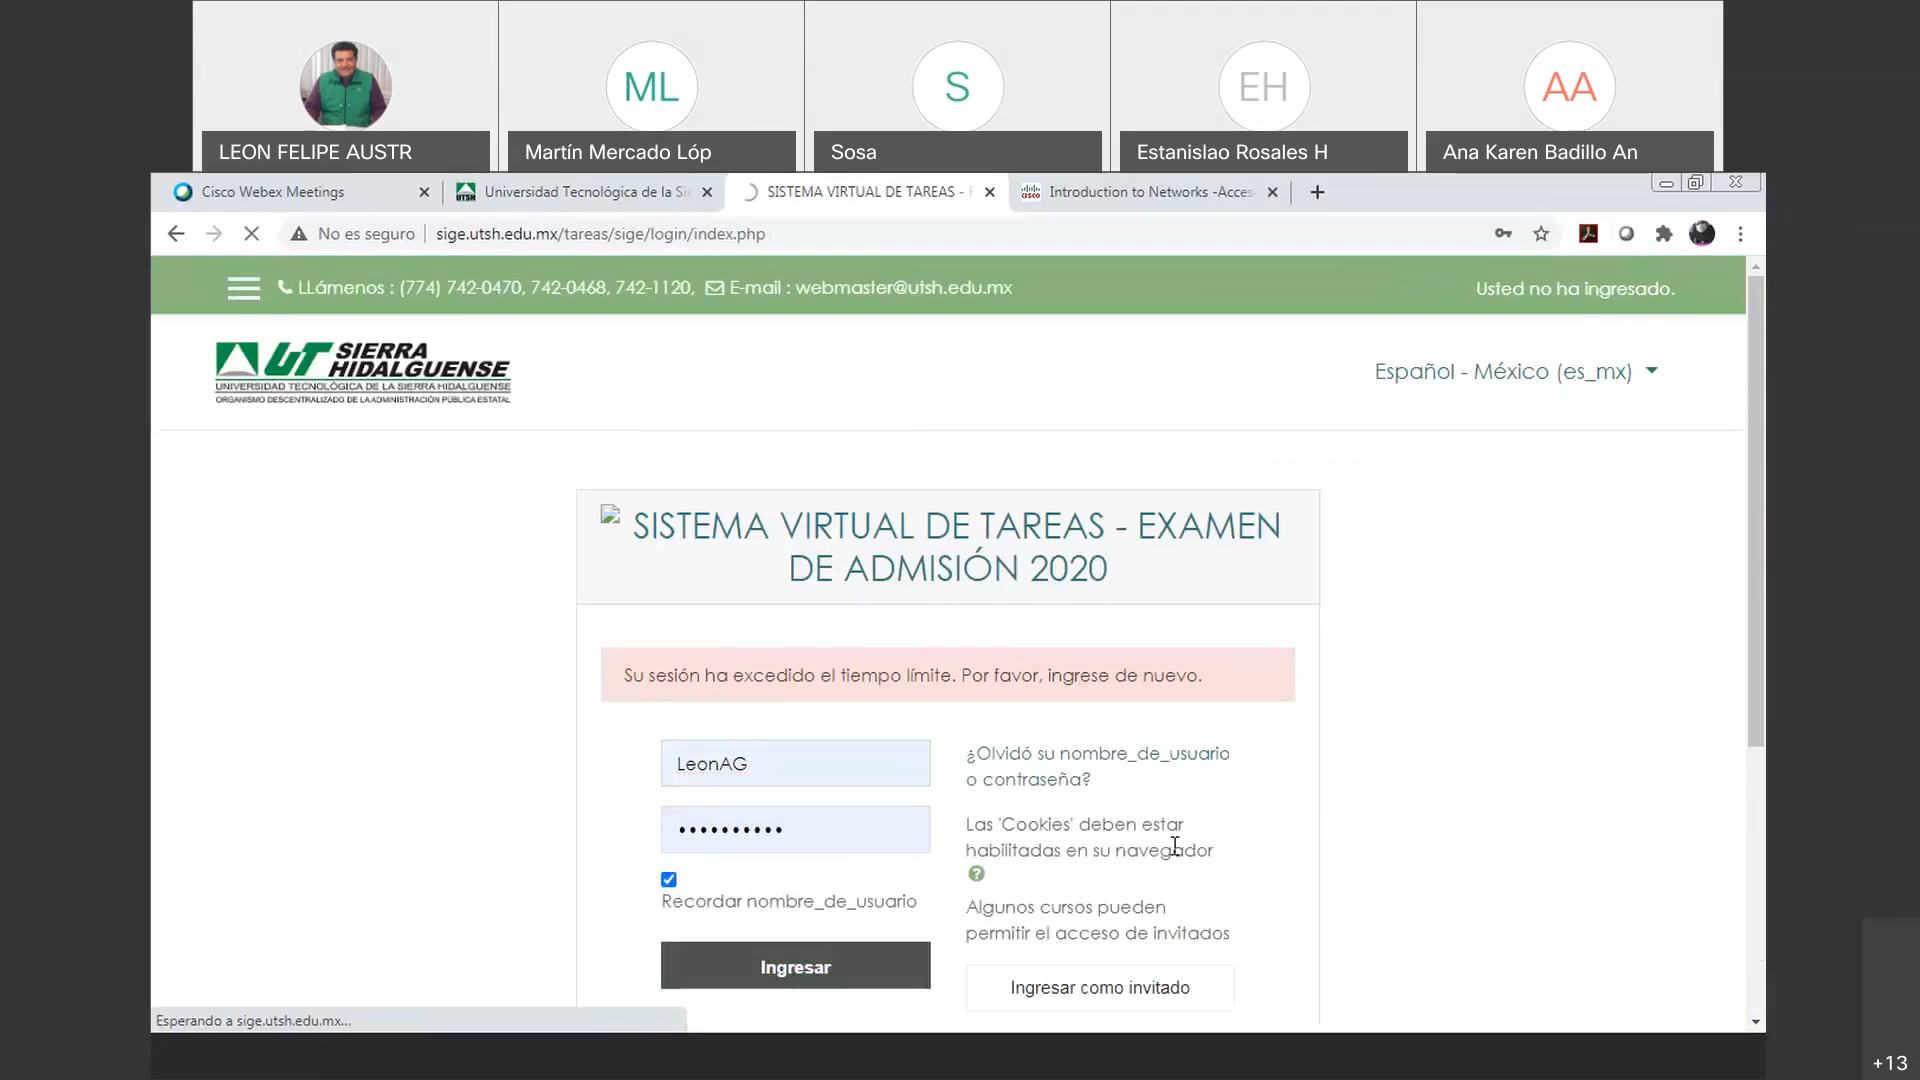 ML
S
EH
AA
LEON FELIPE AUSTR
Martín Mercado Lóp
Sosa
Estanislao Rosales H
Ana Karen Badillo An
Cisco Webex Meetings
Universidad Tecnológica de la Si
SISTEMA VIRTUAL DE TAREAS - E
Introduction to Networks -Acces
No es seguro
sige.utsh.edu.mx/tareas/sige/login/index.php
LLámenos : (774) 742-0470, 742-0468, 742-1120,
E-mail : webmaster@utsh.edu.mx
Usted no ha ingresado.
UT SIERRA HIDALGUENSE
UNIVERSIDAD TECNOLÓGICA DE LA SIERRA HIDALGUENSE
ORGANISMO DESCENTRALIZADO DE LA ADMINISTRACIÓN PÚBLICA ESTATAL
Español - México (es_mx)
SISTEMA VIRTUAL DE TAREAS - EXAMEN
DE ADMISIÓN 2020
Su sesión ha excedido el tiempo límite. Por favor, ingrese de nuevo.
LeonAG
••••••••••
Recordar nombre_de_usuario
Ingresar
¿Olvidó su nombre_de_usuario
o contraseña?
Las 'Cookies' deben estar
habilitadas en su navegador
?
Algunos cursos pueden
permitir el acceso de invitados
Ingresar como invitado
Esperando a sige.utsh.edu.mx...
+13